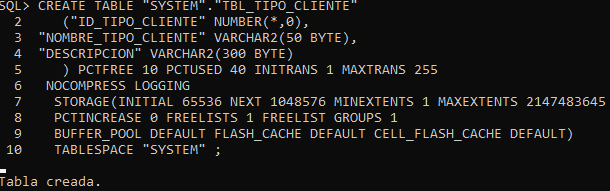 SQL> CREATE TABLE "SYSTEM"."TBL_TIPO_CLIENTE"
2 ("ID_TIPO_CLIENTE" NUMBER(*,0),
3 "NOMBRE_TIPO_CLIENTE" VARCHAR2(50 BYTE),
4 "DESCRIPCION" VARCHAR2(300 BYTE)
5 ) PCTFREE 10 PCTUSED 40 INITRANS 1 MAXTRANS 255
6 NOCOMPRESS LOGGING
7 STORAGE(INITIAL 65536 NEXT 1048576 MINEXTENTS 1 MAXEXTENTS 2147483645
8 PCTINCREASE 0 FREELISTS 1 FREELIST GROUPS 1
9 BUFFER_POOL DEFAULT FLASH_CACHE DEFAULT CELL_FLASH_CACHE DEFAULT)
10 TABLESPACE "SYSTEM" ;
Tabla creada.